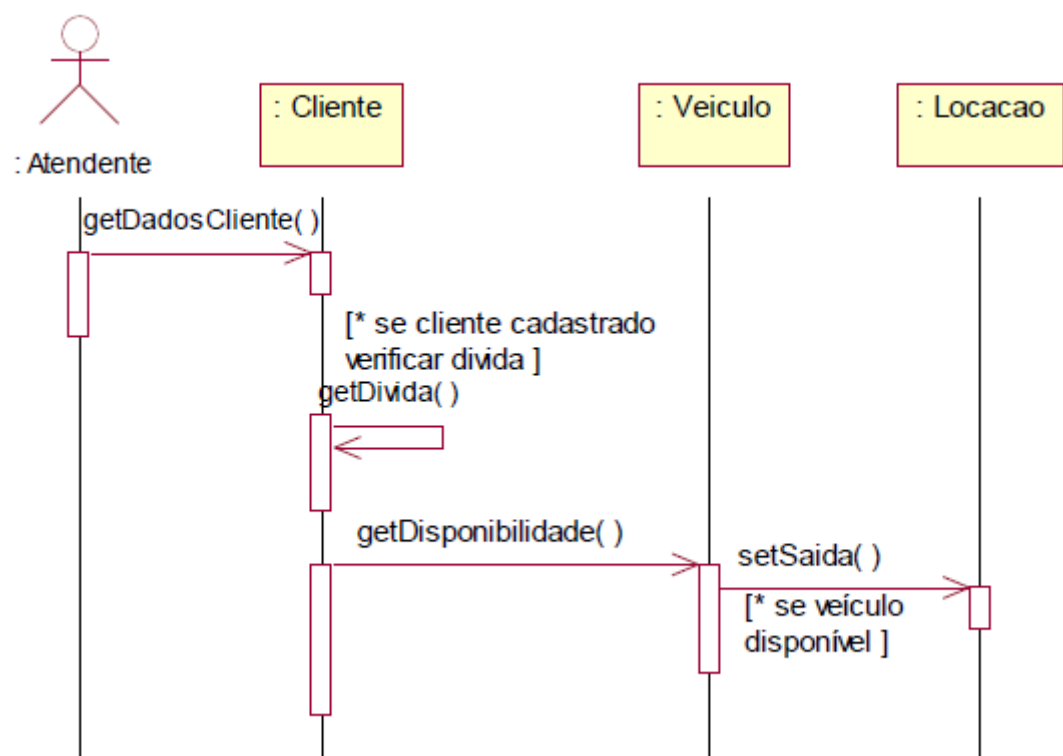 : Atendente
: Cliente
: Veiculo
: Locacao
getDadosCliente( )
[* se cliente cadastrado
verificar divida ]
getDivida( )
getDisponibilidade( )
setSaida( )
[* se veículo
disponível ]